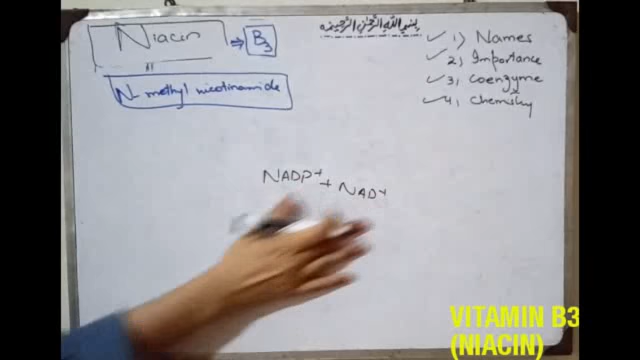 بسم الله الرحمن الرحيم
Niacin ⇒ B3
"
N-methyl nicotinamide
✓ 1) Names
✓ 2) Importance
✓ 3, Coenzyme
✓ 4, Chemistry
NADP+ + NAD+
VITAMIN B3
(NIACIN)